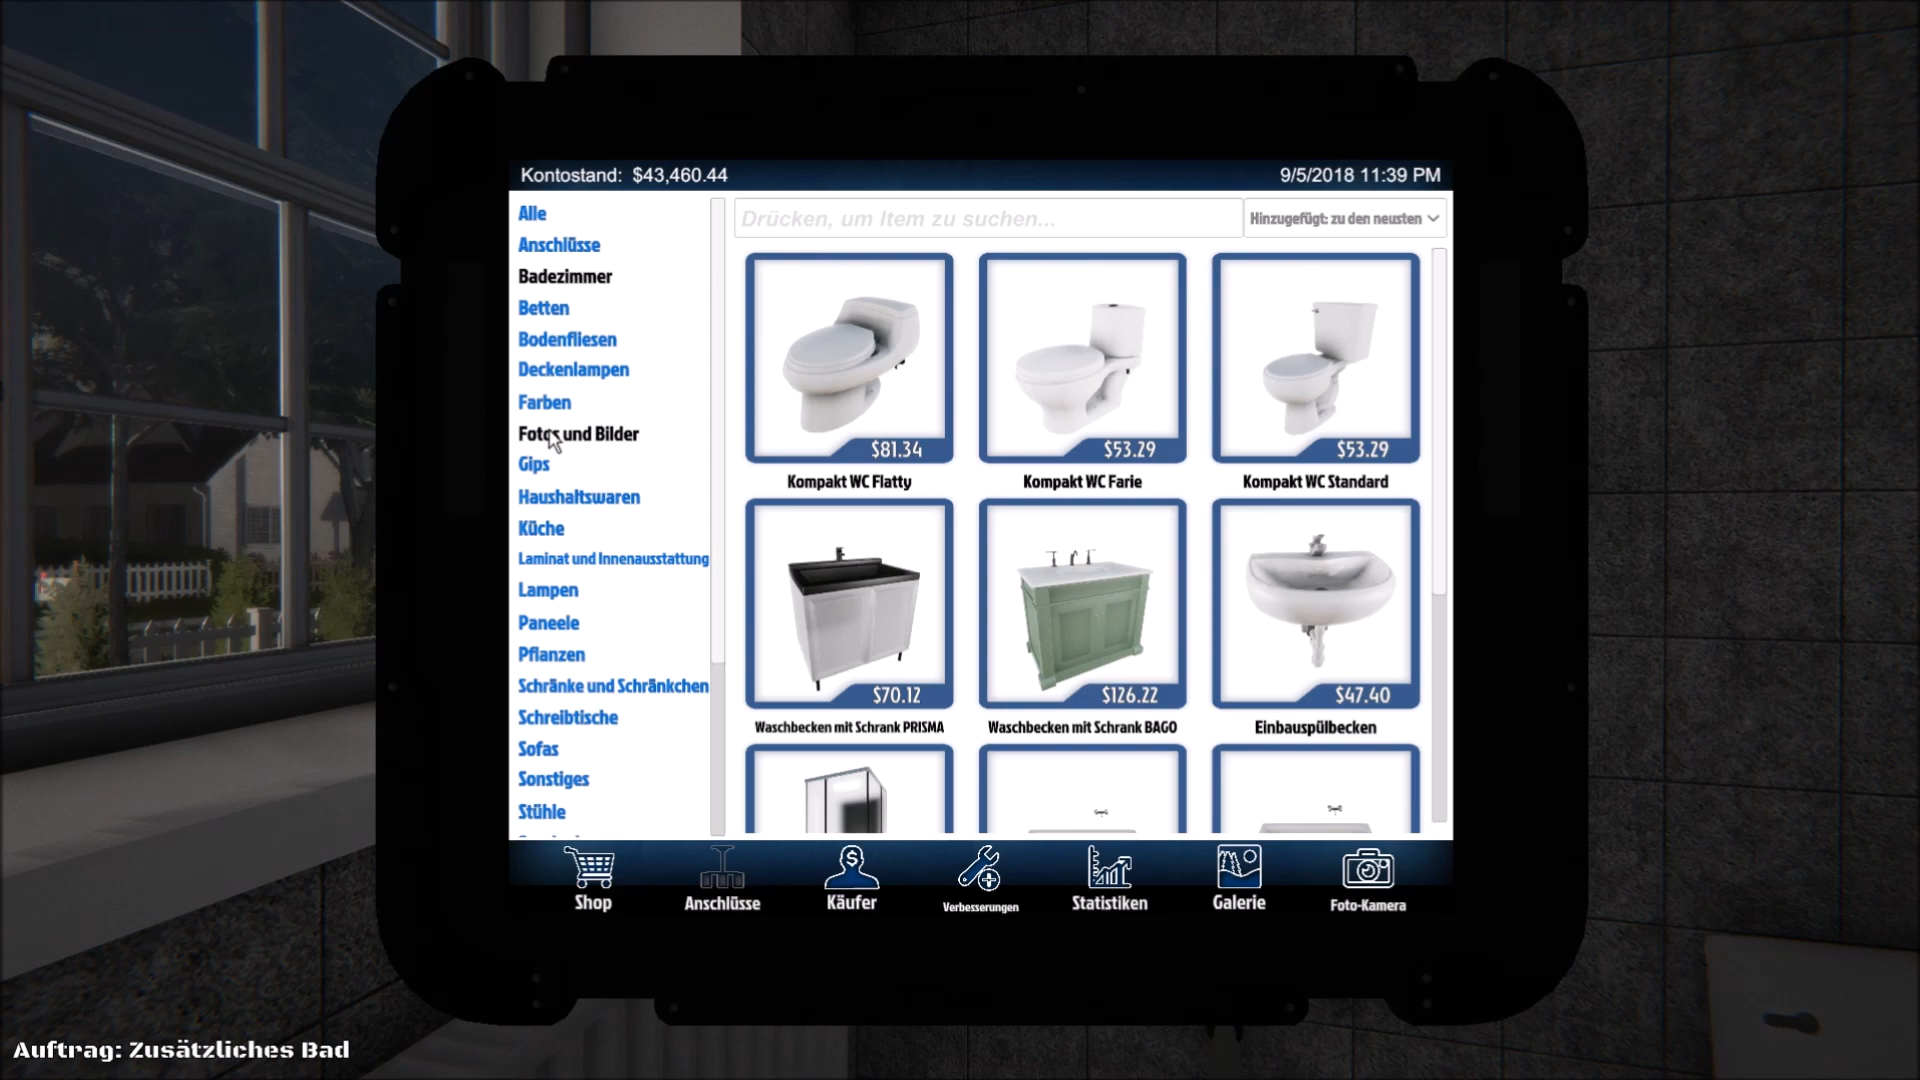 Kontostand: $43,460.44
9/5/2018 11:39 PM
Alle
Anschlüsse
Badezimmer
Betten
Bodenfliesen
Deckenlampen
Farben
Fotos und Bilder
Gips
Haushaltswaren
Küche
Laminat und Innenausstattung
Lampen
Paneele
Pflanzen
Schränke und Schränkchen
Schreibtische
Sofas
Sonstiges
Stühle
Drücken, um Item zu suchen...
Hinzugefügt: zu den neusten
$81.34
$53.29
$53.29
Kompakt WC Flatty
Kompakt WC Farie
Kompakt WC Standard
$70.12
$126.22
$47.40
Waschbecken mit Schrank PRISMA
Waschbecken mit Schrank BAGO
Einbauspülbecken
Shop
Anschlüsse
Käufer
Verbesserungen
Statistiken
Galerie
Foto-Kamera
Auftrag: Zusätzliches Bad